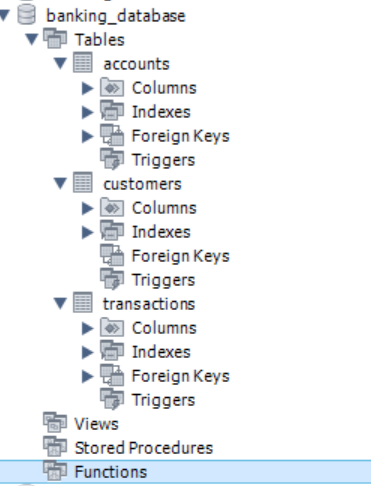 banking_database
Tables
accounts
Columns
Indexes
Foreign Keys
Triggers
customers
Columns
Indexes
Foreign Keys
Triggers
transactions
Columns
Indexes
Foreign Keys
Triggers
Views
Stored Procedures
Functions